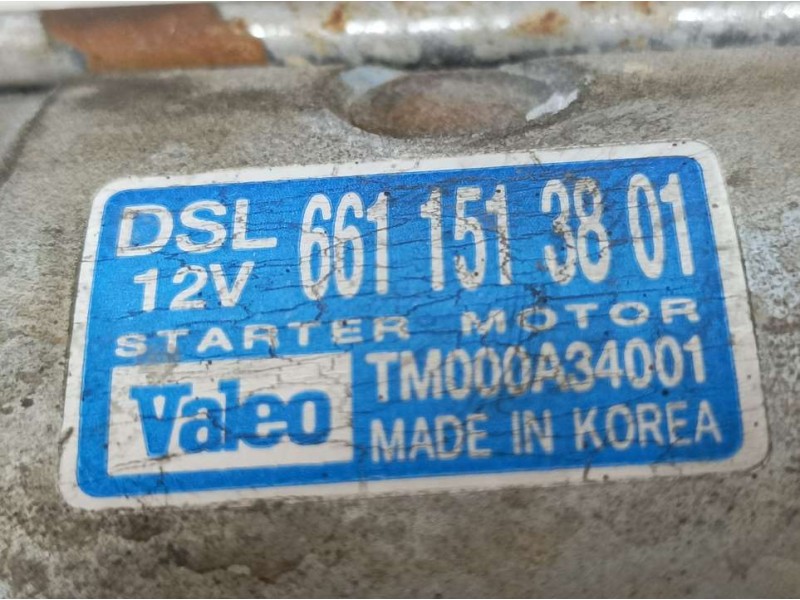 DSL 12V 661 151 38 01
STARTER MOTOR
Valeo TM000A34001
MADE IN KOREA